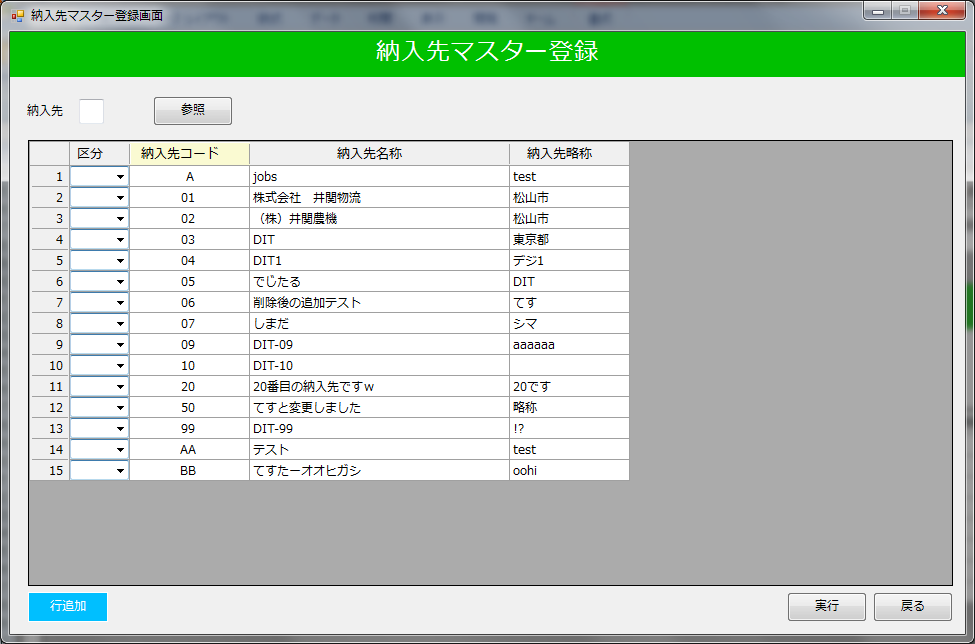 納入先マスター登録画面
納入先マスター登録
納入先 参照
区分 納入先コード 納入先名称 納入先略称
1 A jobs test
2 01 株式会社　井関物流 松山市
3 02 （株）井関農機 松山市
4 03 DIT 東京都
5 04 DIT1 デジ1
6 05 でじたる DIT
7 06 削除後の追加テスト てす
8 07 しまだ シマ
9 09 DIT-09 aaaaaa
10 10 DIT-10
11 20 20番目の納入先ですｗ 20です
12 50 てすと変更しました 略称
13 99 DIT-99 !?
14 AA テスト test
15 BB てすたーオオヒガシ oohi
行追加 実行 戻る